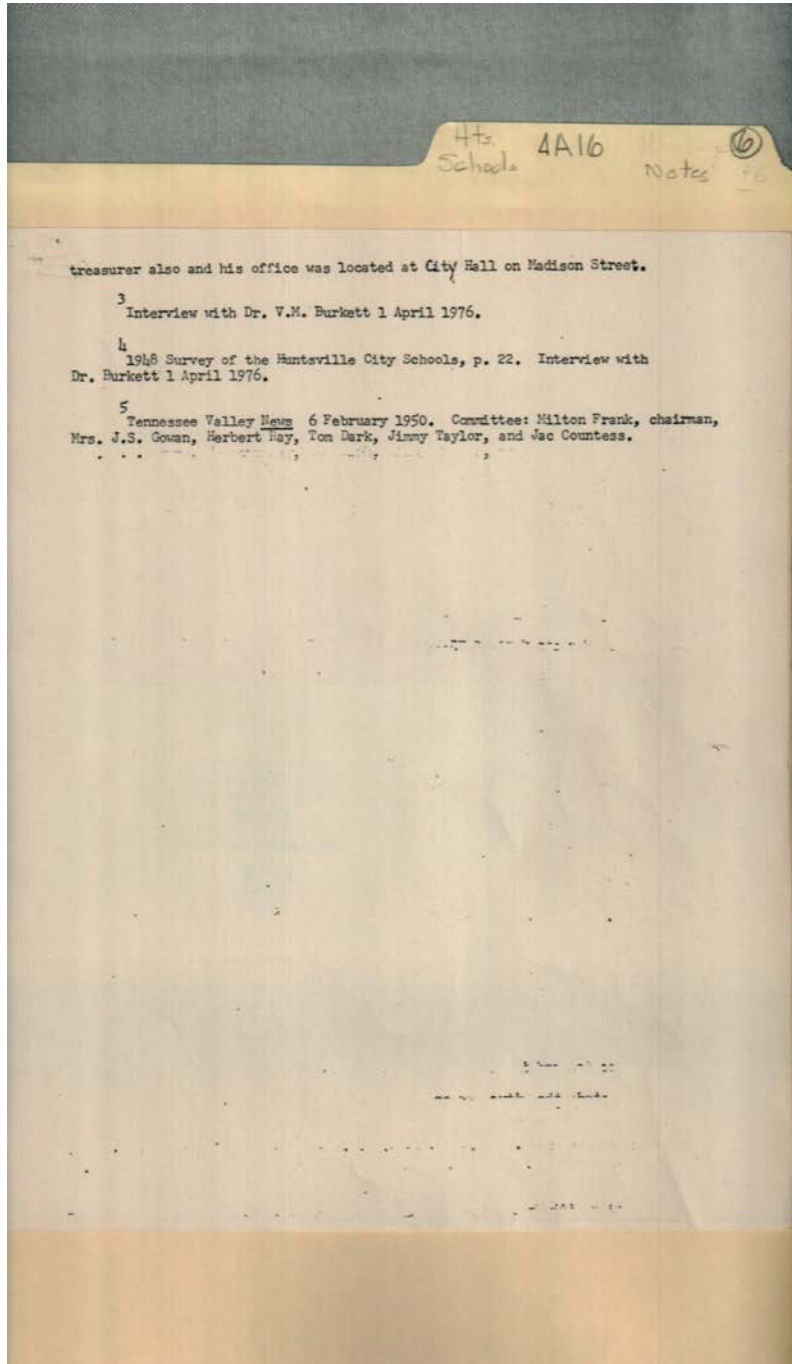 Hts. 4A16 6
Schools Notes
treasurer also and his office was located at City Hall on Madison Street.
3
Interview with Dr. V.M. Burkett 1 April 1976.
4
1948 Survey of the Huntsville City Schools, p. 22. Interview with
Dr. Burkett 1 April 1976.
5
Tennessee Valley News 6 February 1950. Committee: Milton Frank, chairman,
Mrs. J.S. Gowan, Herbert Ray, Tom Dark, Jimmy Taylor, and Jac Countess.